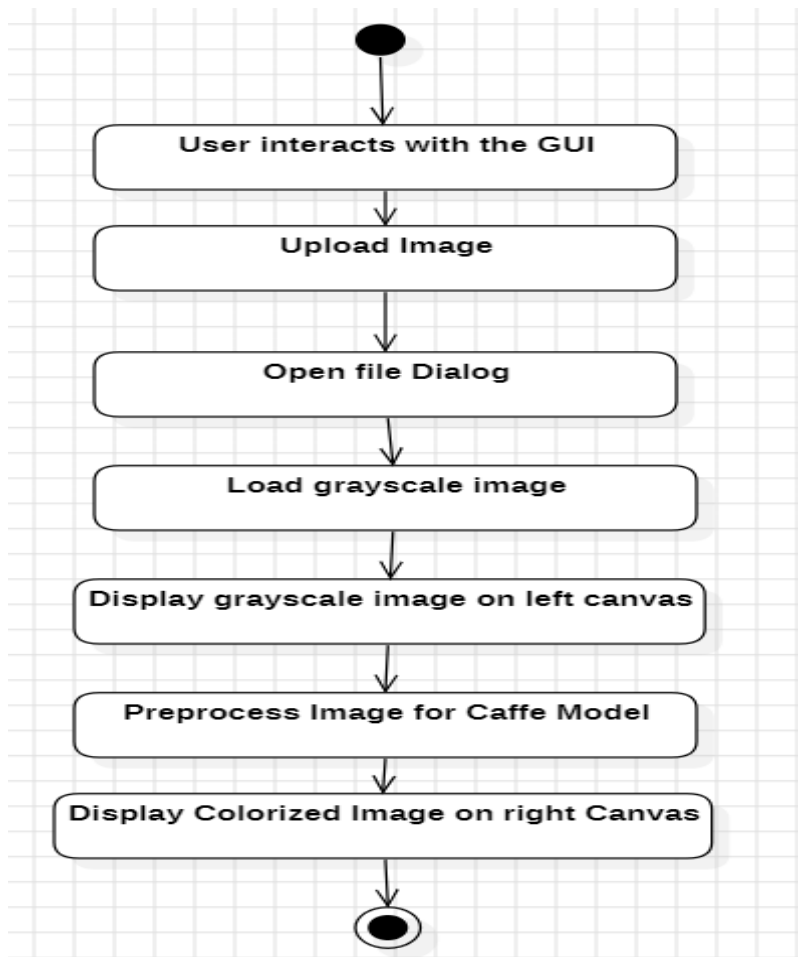 User interacts with the GUI
Upload Image
Open file Dialog
Load grayscale image
Display grayscale image on left canvas
Preprocess Image for Caffe Model
Display Colorized Image on right Canvas